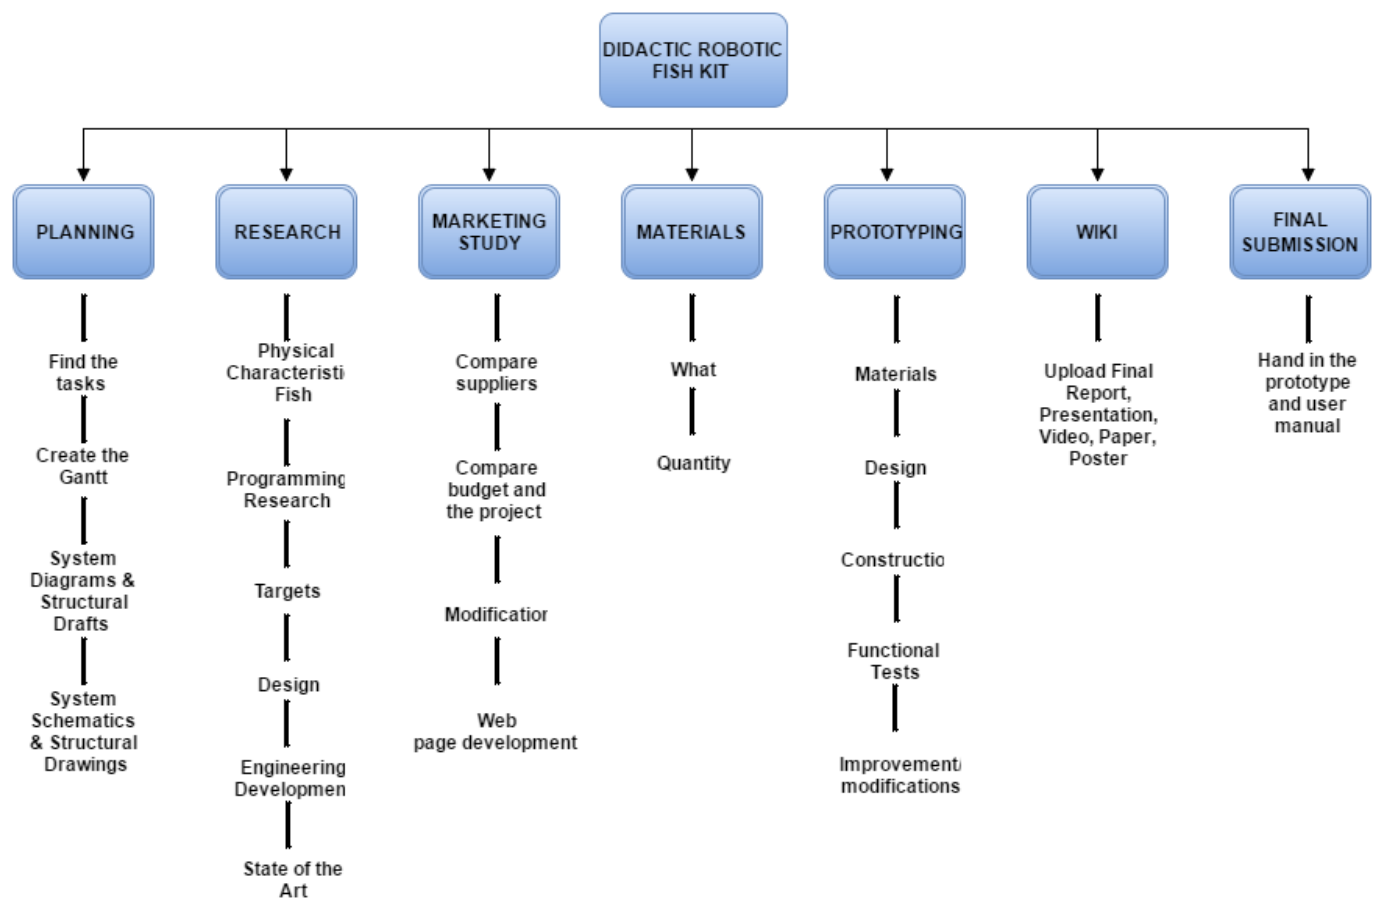 DIDACTIC ROBOTIC
FISH KIT
PLANNING
RESEARCH
MARKETING
STUDY
MATERIALS
PROTOTYPING
WIKI
FINAL
SUBMISSION
Find the
tasks
Create the
Gantt
System
Diagrams &
Structural
Drafts
System
Schematics
& Structural
Drawings
Physical
Characteristi
Fish
Programming
Research
Targets
Design
Engineering
Developmen
State of the
Art
Compare
suppliers
Compare
budget and
the project
Modification
Web
page development
What
Quantity
Materials
Design
Constructio
Functional
Tests
Improvement/
modifications
Upload Final
Report,
Presentation,
Video, Paper,
Poster
Hand in the
prototype
and user
manual